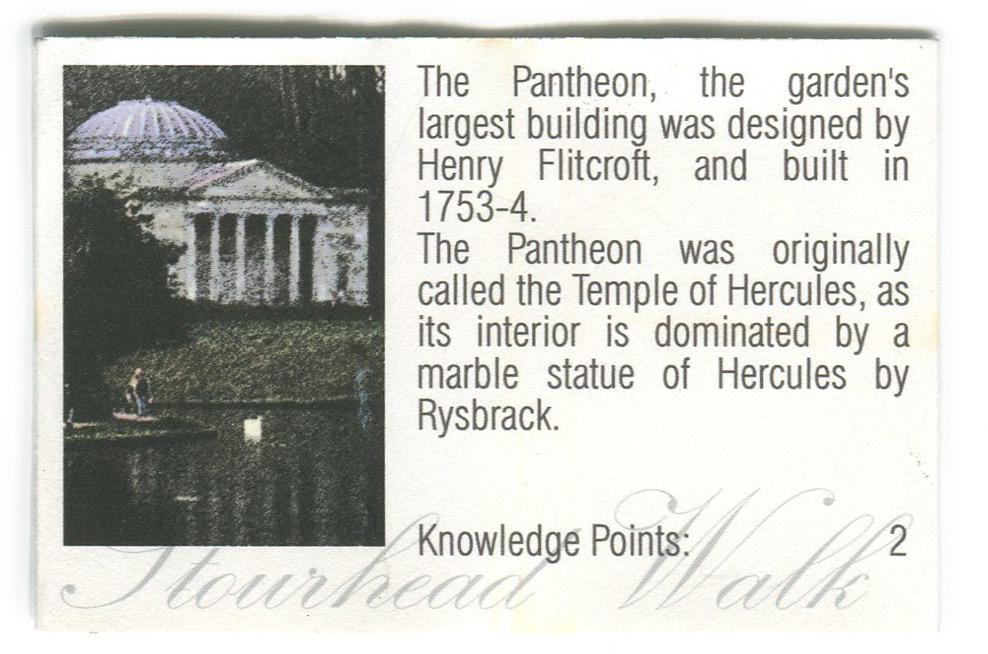 The Pantheon, the garden's
largest building was designed by
Henry Flitcroft, and built in
1753-4.
The Pantheon was originally
called the Temple of Hercules, as
its interior is dominated by a
marble statue of Hercules by
Rysbrack.
Knowledge Points: 2
Stourhead Walk